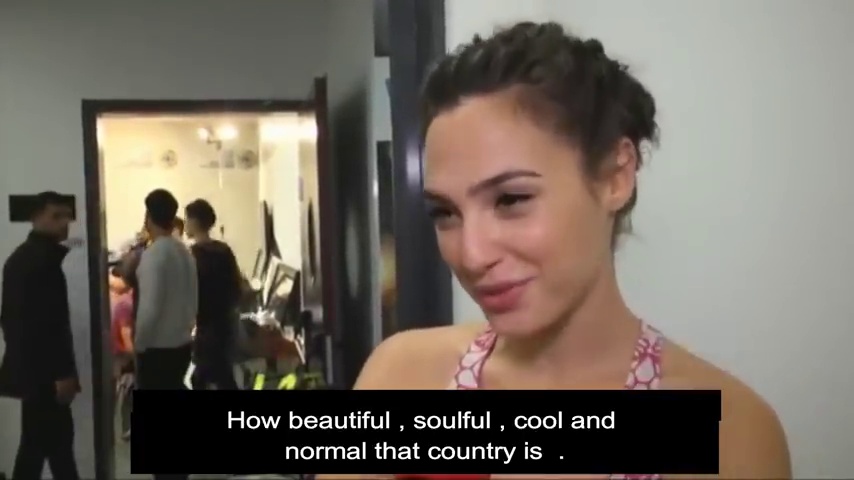 How beautiful , soulful , cool and
normal that country is .